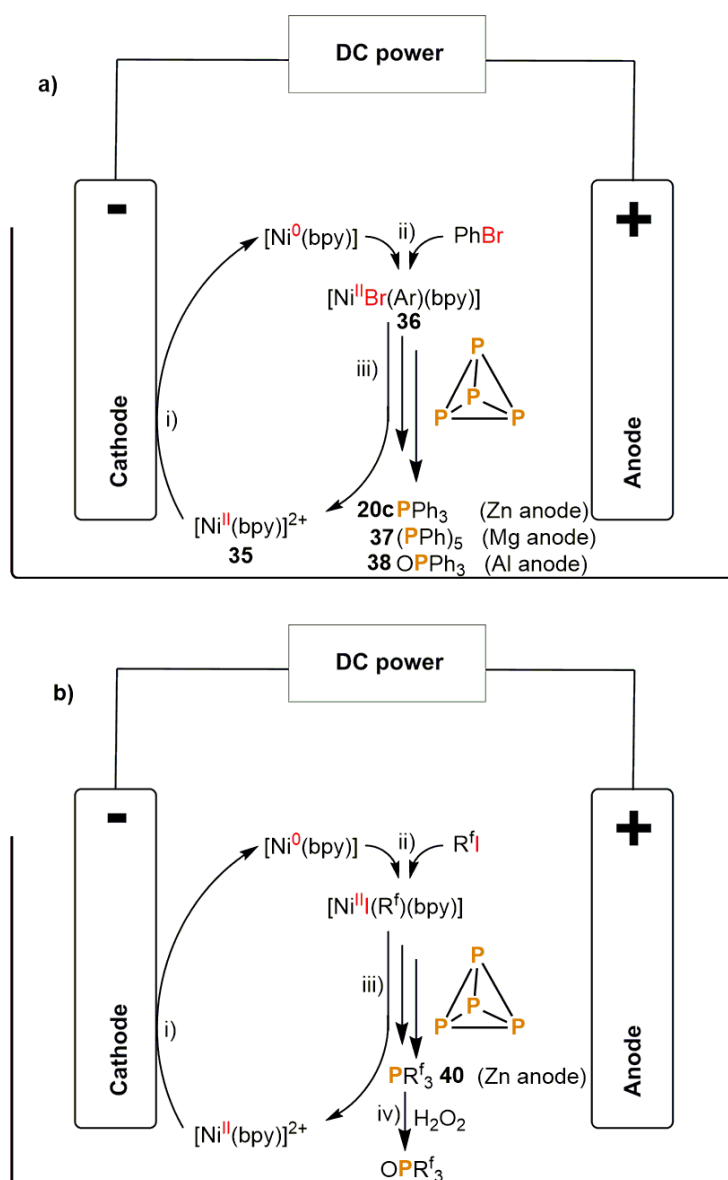 DC power
a)
-
+
[Ni⁰(bpy)] ii) PhBr
[NiᴵᴵBr(Ar)(bpy)]
36
iii)
P
P
P P
Cathode
i)
Anode
20c PPh₃ (Zn anode)
[Niᴵᴵ(bpy)]²⁺
37 (PPh)₅ (Mg anode)
35
38 OPPh₃ (Al anode)
DC power
b)
-
+
[Ni⁰(bpy)] ii) RᶠI
[NiᴵᴵI(Rᶠ)(bpy)]
iii)
P
P
P P
Cathode
i)
Anode
PRᶠ₃ 40 (Zn anode)
iv) H₂O₂
[Niᴵᴵ(bpy)]²⁺
OPRᶠ₃